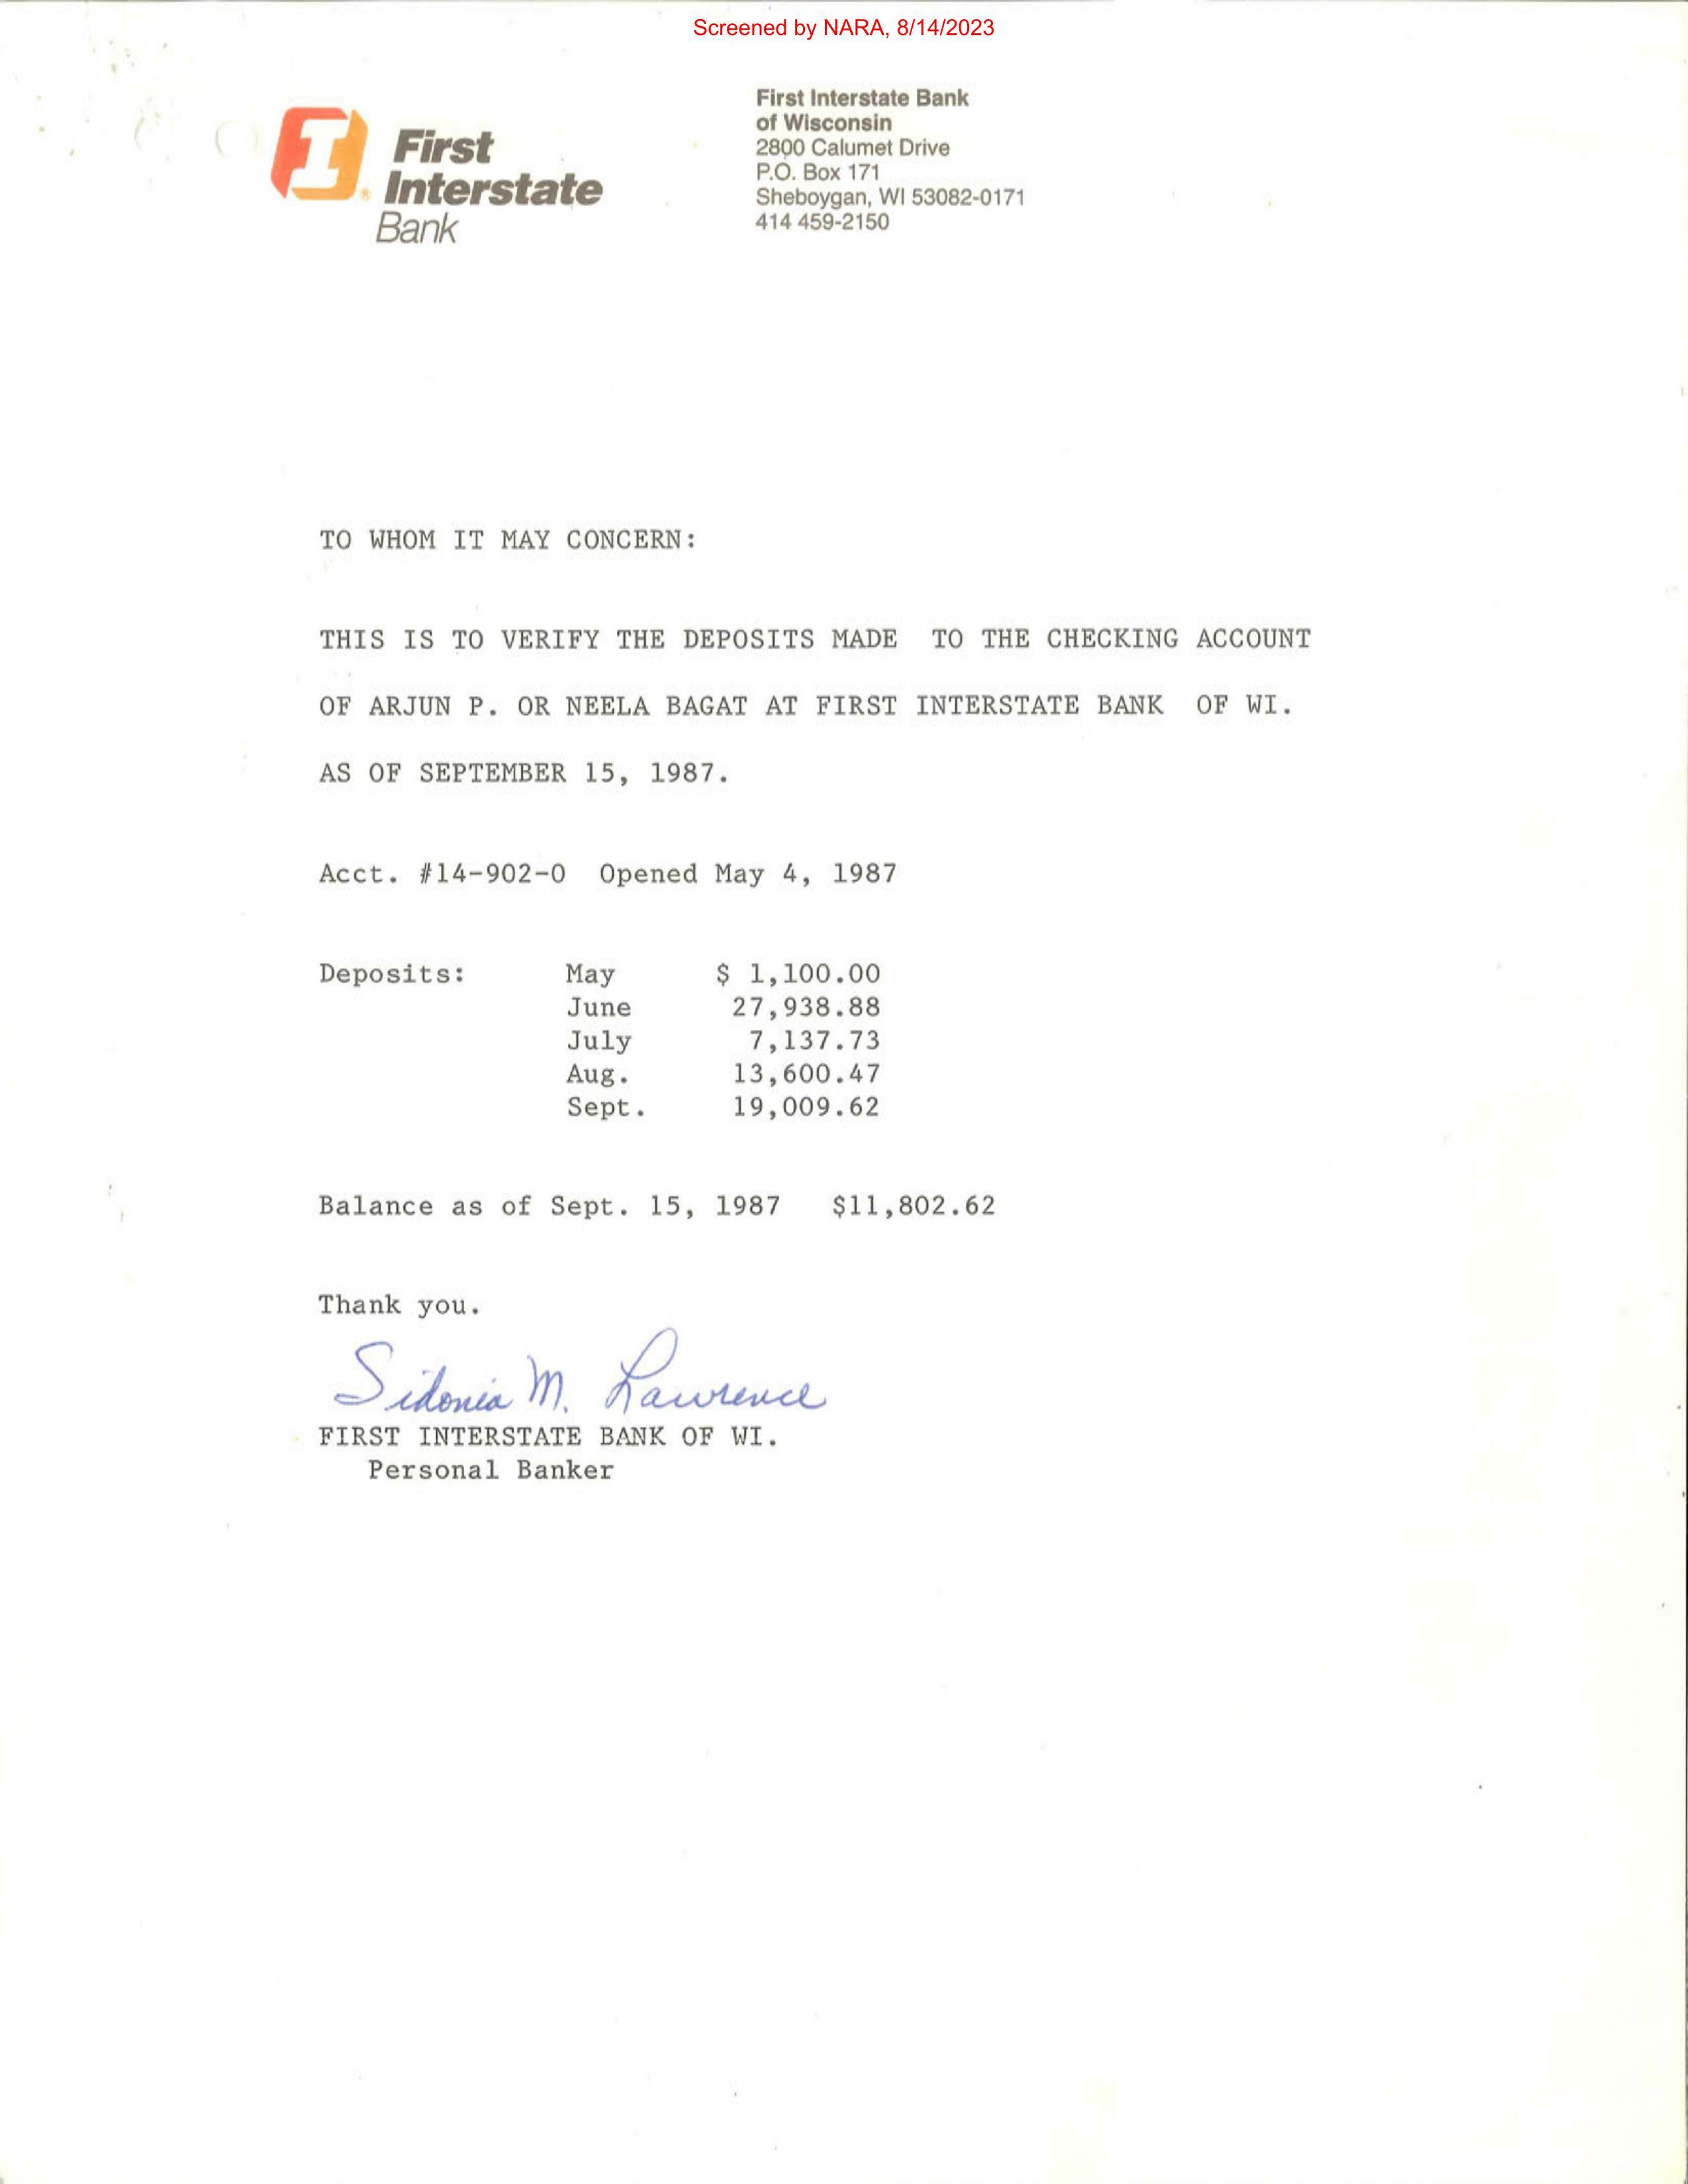 Screened by NARA, 8/14/2023
First
Interstate
Bank
First Interstate Bank
of Wisconsin
2800 Calumet Drive
P.O. Box 171
Sheboygan, WI 53082-0171
414 459-2150
TO WHOM IT MAY CONCERN:
THIS IS TO VERIFY THE DEPOSITS MADE  TO THE CHECKING ACCOUNT
OF ARJUN P. OR NEELA BAGAT AT FIRST INTERSTATE BANK  OF WI.
AS OF SEPTEMBER 15, 1987.
Acct. #14-902-0  Opened May 4, 1987
Deposits: May $ 1,100.00
June 27,938.88
July 7,137.73
Aug. 13,600.47
Sept. 19,009.62
Balance as of Sept. 15, 1987 $11,802.62
Thank you.
Sidonia M. Lawrence
FIRST INTERSTATE BANK OF WI.
Personal Banker